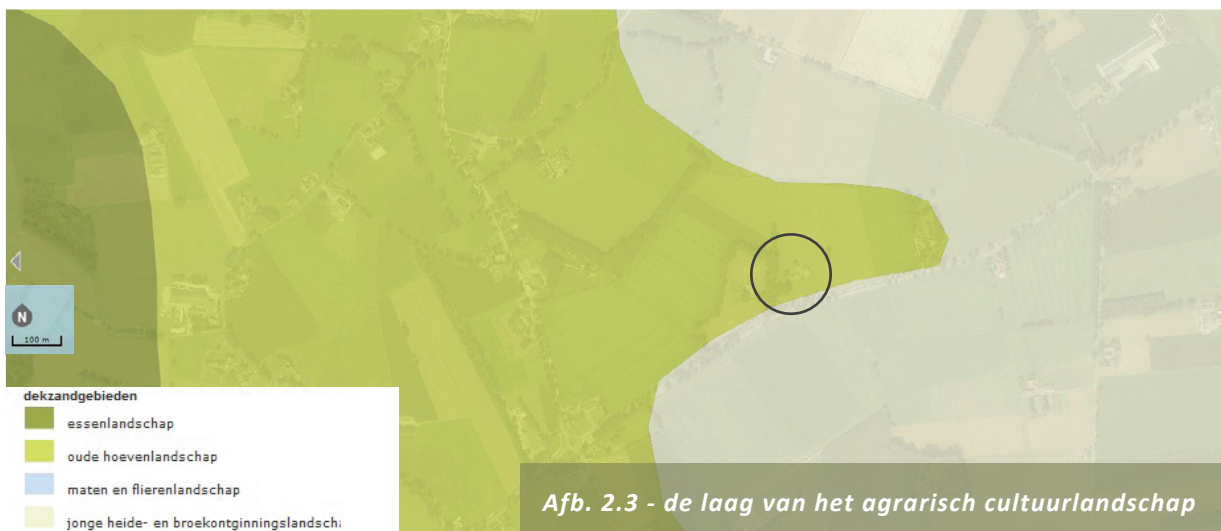 N
100 m
dekzandgebieden
essenlandschap
oude hoevenlandschap
maten en flierenlandschap
jonge heide- en broekontginningslandsch
Afb. 2.3 - de laag van het agrarisch cultuurlandschap